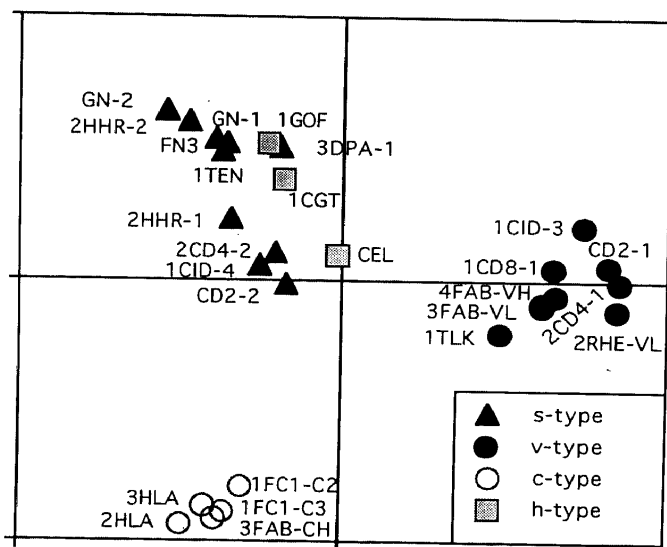 GN-2
GN-1 1GOF
2HHR-2
FN3
3DPA-1
1TEN
1CGT
2HHR-1
1CID-3
2CD4-2
CEL
CD2-1
1CID-4
1CD8-1
CD2-2
4FAB-VH
3FAB-VL
2CD4-1
1TLK
2RHE-VL
s-type
v-type
c-type
h-type
1FC1-C2
3HLA
1FC1-C3
2HLA
3FAB-CH